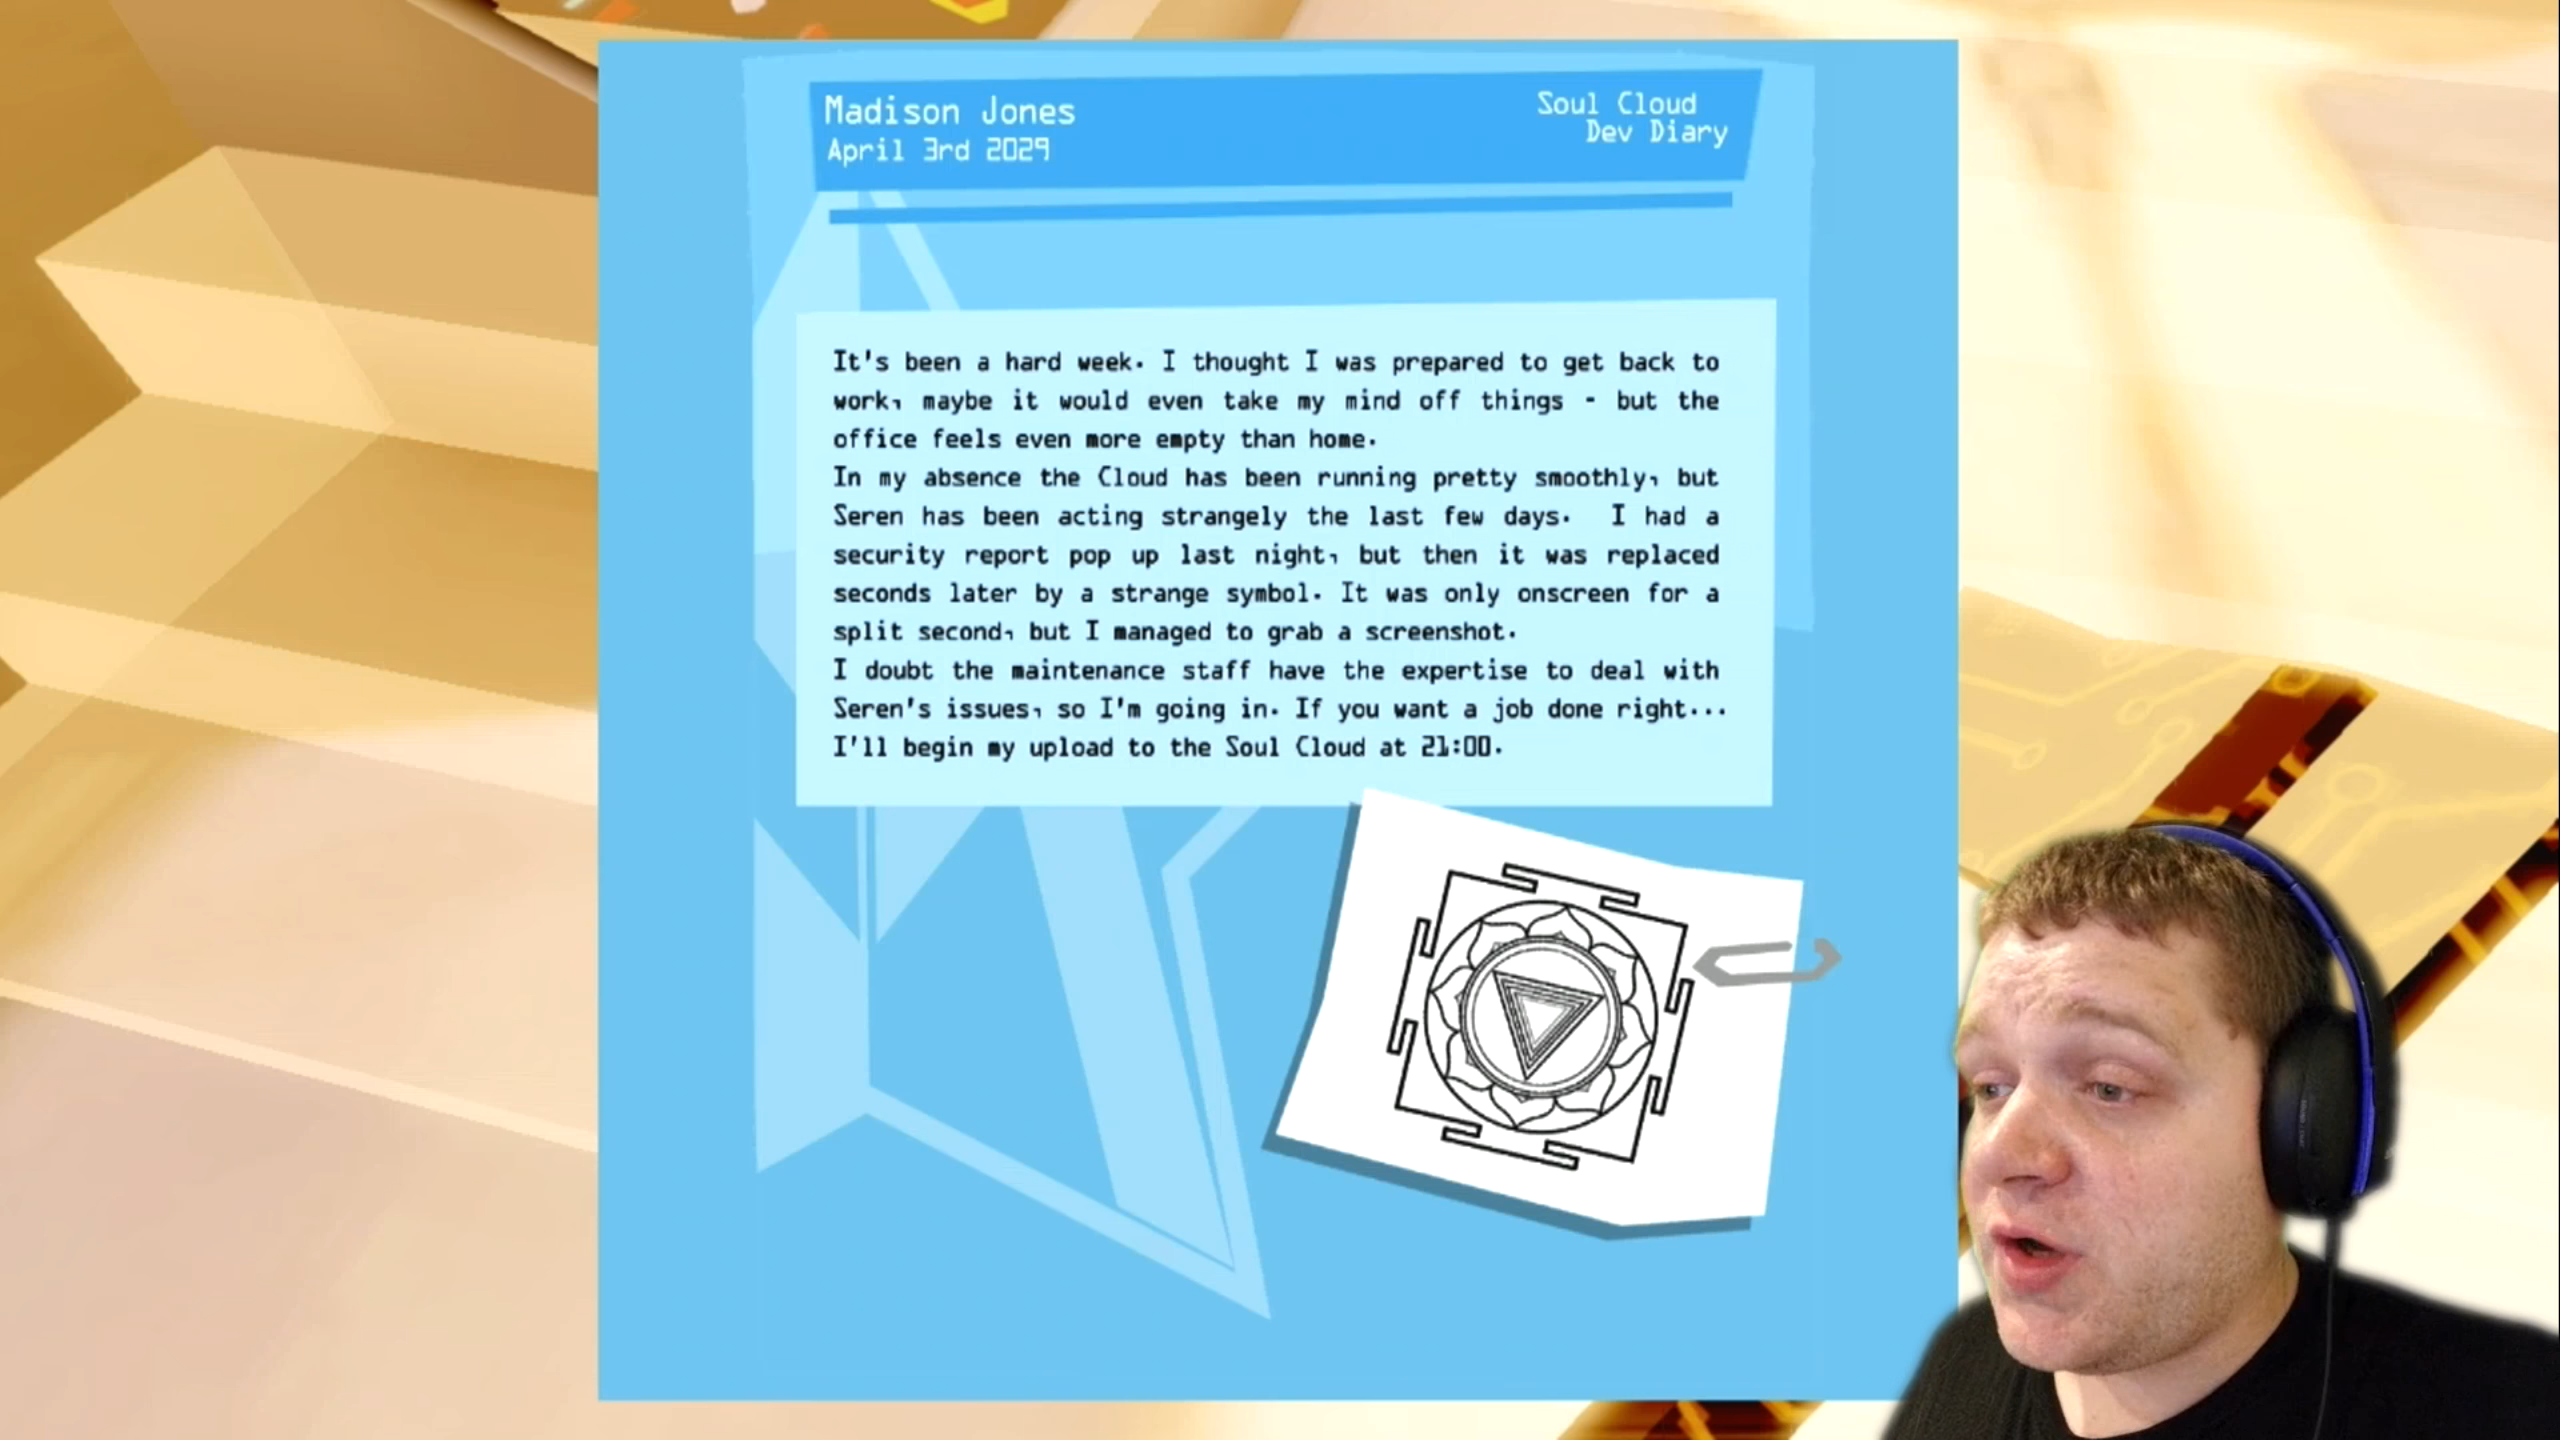 Madison Jones
April 3rd 2029
Soul Cloud
Dev Diary
It's been a hard week. I thought I was prepared to get back to
work, maybe it would even take my mind off things - but the
office feels even more empty than home.
In my absence the Cloud has been running pretty smoothly, but
Seren has been acting strangely the last few days. I had a
security report pop up last night, but then it was replaced
seconds later by a strange symbol. It was only onscreen for a
split second, but I managed to grab a screenshot.
I doubt the maintenance staff have the expertise to deal with
Seren's issues, so I'm going in. If you want a job done right...
I'll begin my upload to the Soul Cloud at 21:00.